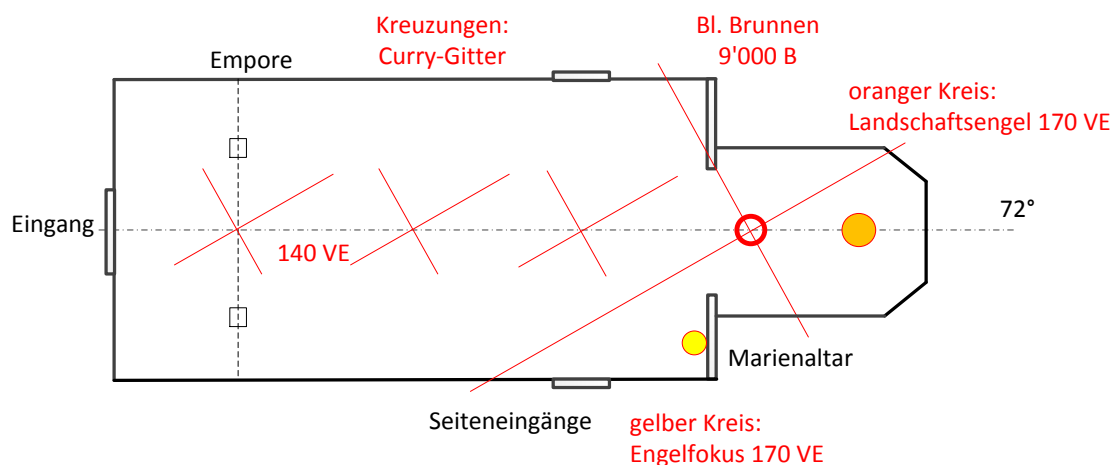 Kreuzungen:
Curry-Gitter
Bl. Brunnen
9'000 B
Empore
oranger Kreis:
Landschaftsengel 170 VE
Eingang
72°
140 VE
Marienaltar
Seiteneingänge
gelber Kreis:
Engelfokus 170 VE